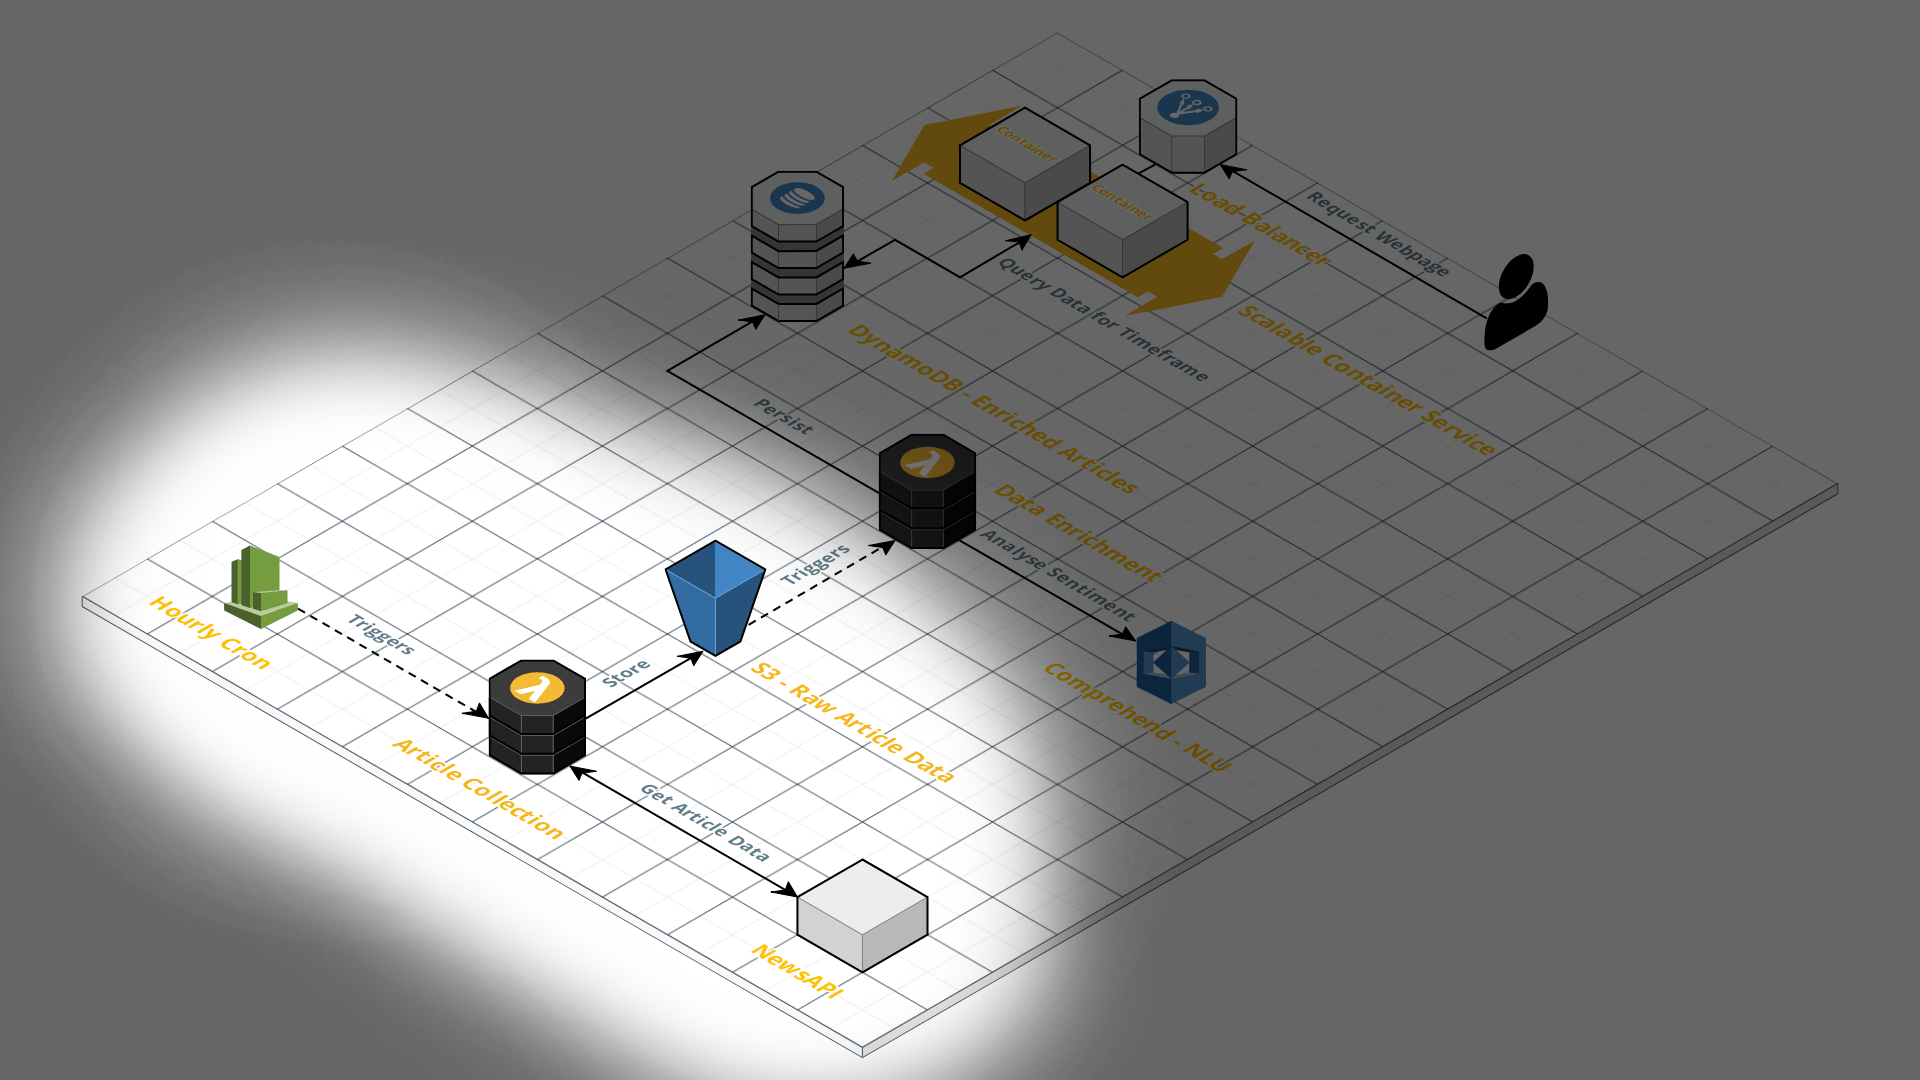 Container
Container
Load Balancer
Request Webpage
Query Data for Timeframe
Scalable Container Service
DynamoDB - Enriched Articles
Persist
Data Enrichment
Analyse Sentiment
Triggers
Comprehend - NLU
Hourly Cron
Triggers
Store
S3 - Raw Article Data
Article Collection
Get Article Data
NewsAPI